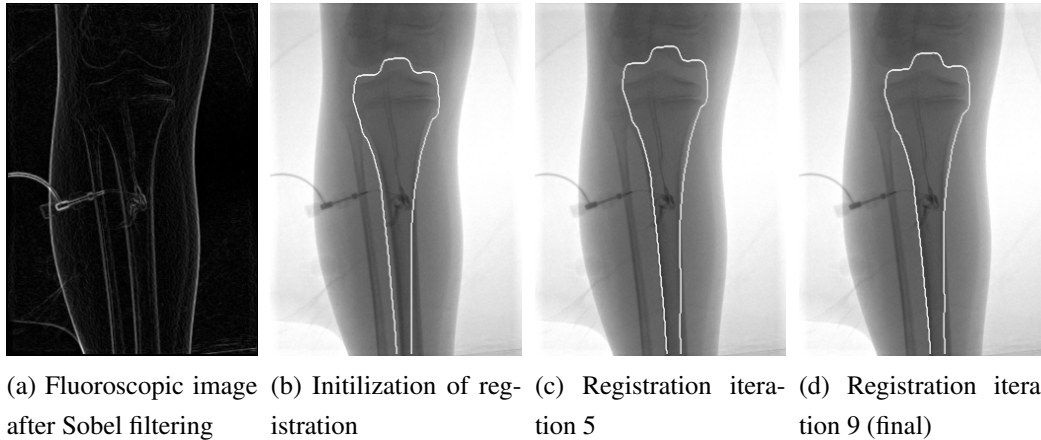 (a) Fluoroscopic image
after Sobel filtering
(b) Initilization of reg-
istration
(c) Registration itera-
tion 5
(d) Registration itera
tion 9 (final)